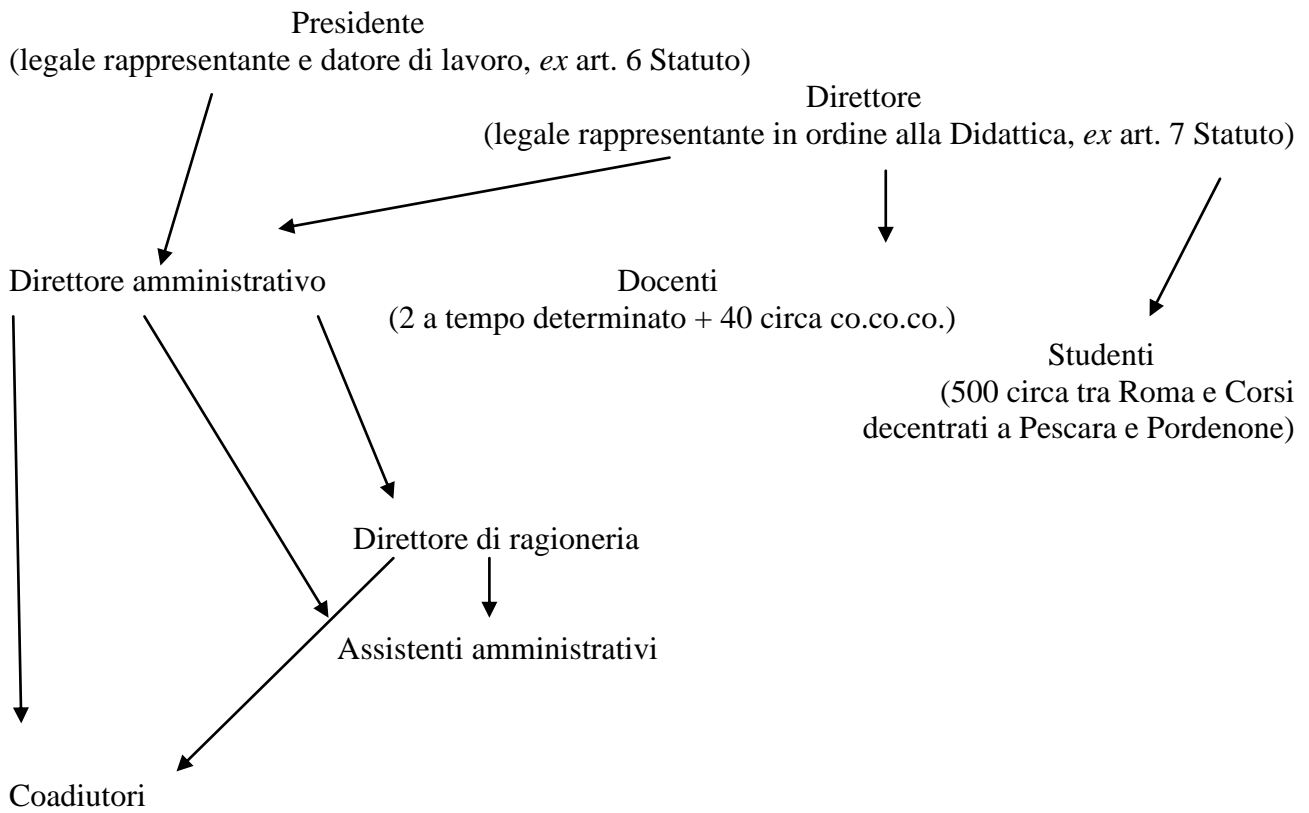 Presidente
(legale rappresentante e datore di lavoro, ex art. 6 Statuto)
Direttore
(legale rappresentante in ordine alla Didattica, ex art. 7 Statuto)
Direttore amministrativo
Docenti
(2 a tempo determinato + 40 circa co.co.co.)
Studenti
(500 circa tra Roma e Corsi
decentrati a Pescara e Pordenone)
Direttore di ragioneria
Assistenti amministrativi
Coadiutori